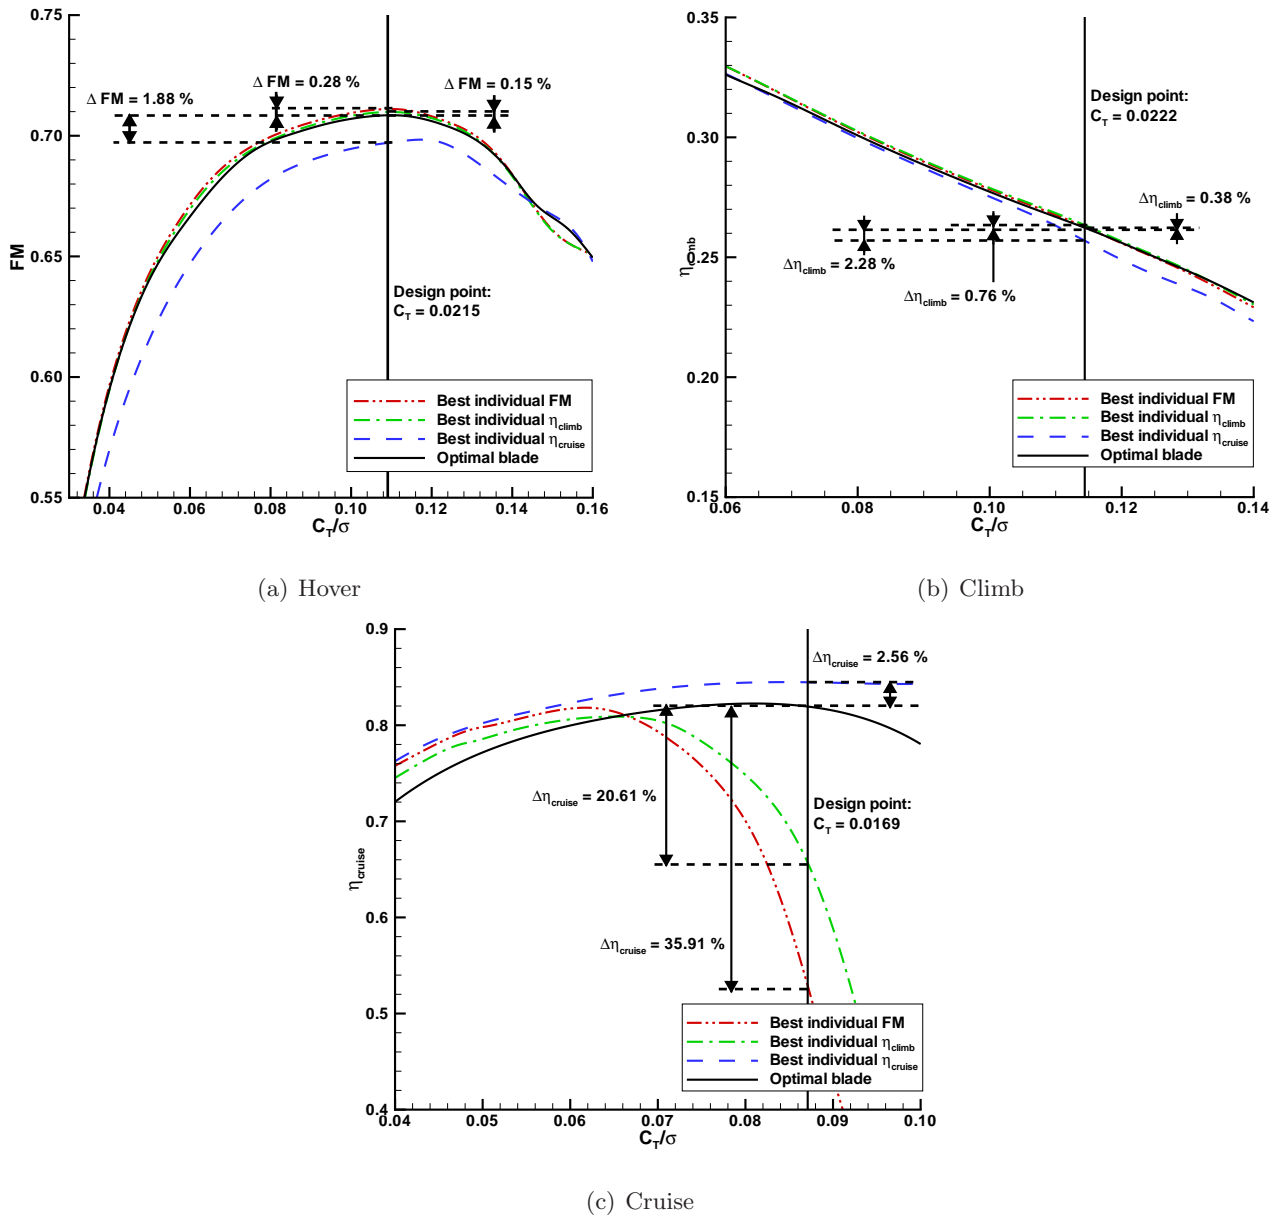 0.75
0.70
0.65
0.60
0.55
FM
Δ FM = 1.88 %
Δ FM = 0.28 %
Δ FM = 0.15 %
Design point:
C_T = 0.0215
Best individual FM
Best individual η_climb
Best individual η_cruise
Optimal blade
0.04 0.06 0.08 0.10 0.12 0.14 0.16
C_T/σ
(a) Hover
0.35
0.30
0.25
0.20
0.15
Design point:
C_T = 0.0222
Δη_climb = 0.38 %
Δη_climb = 2.28 %
Δη_climb = 0.76 %
Best individual FM
Best individual η_climb
Best individual η_cruise
Optimal blade
0.06 0.08 0.10 0.12 0.14
C_T/σ
(b) Climb
0.9
0.8
0.7
0.6
0.5
0.4
η_cruise
Δη_cruise = 2.56 %
Δη_cruise = 20.61 %
Design point:
C_T = 0.0169
Δη_cruise = 35.91 %
Best individual FM
Best individual η_climb
Best individual η_cruise
Optimal blade
0.04 0.05 0.06 0.07 0.08 0.09 0.10
C_T/σ
(c) Cruise